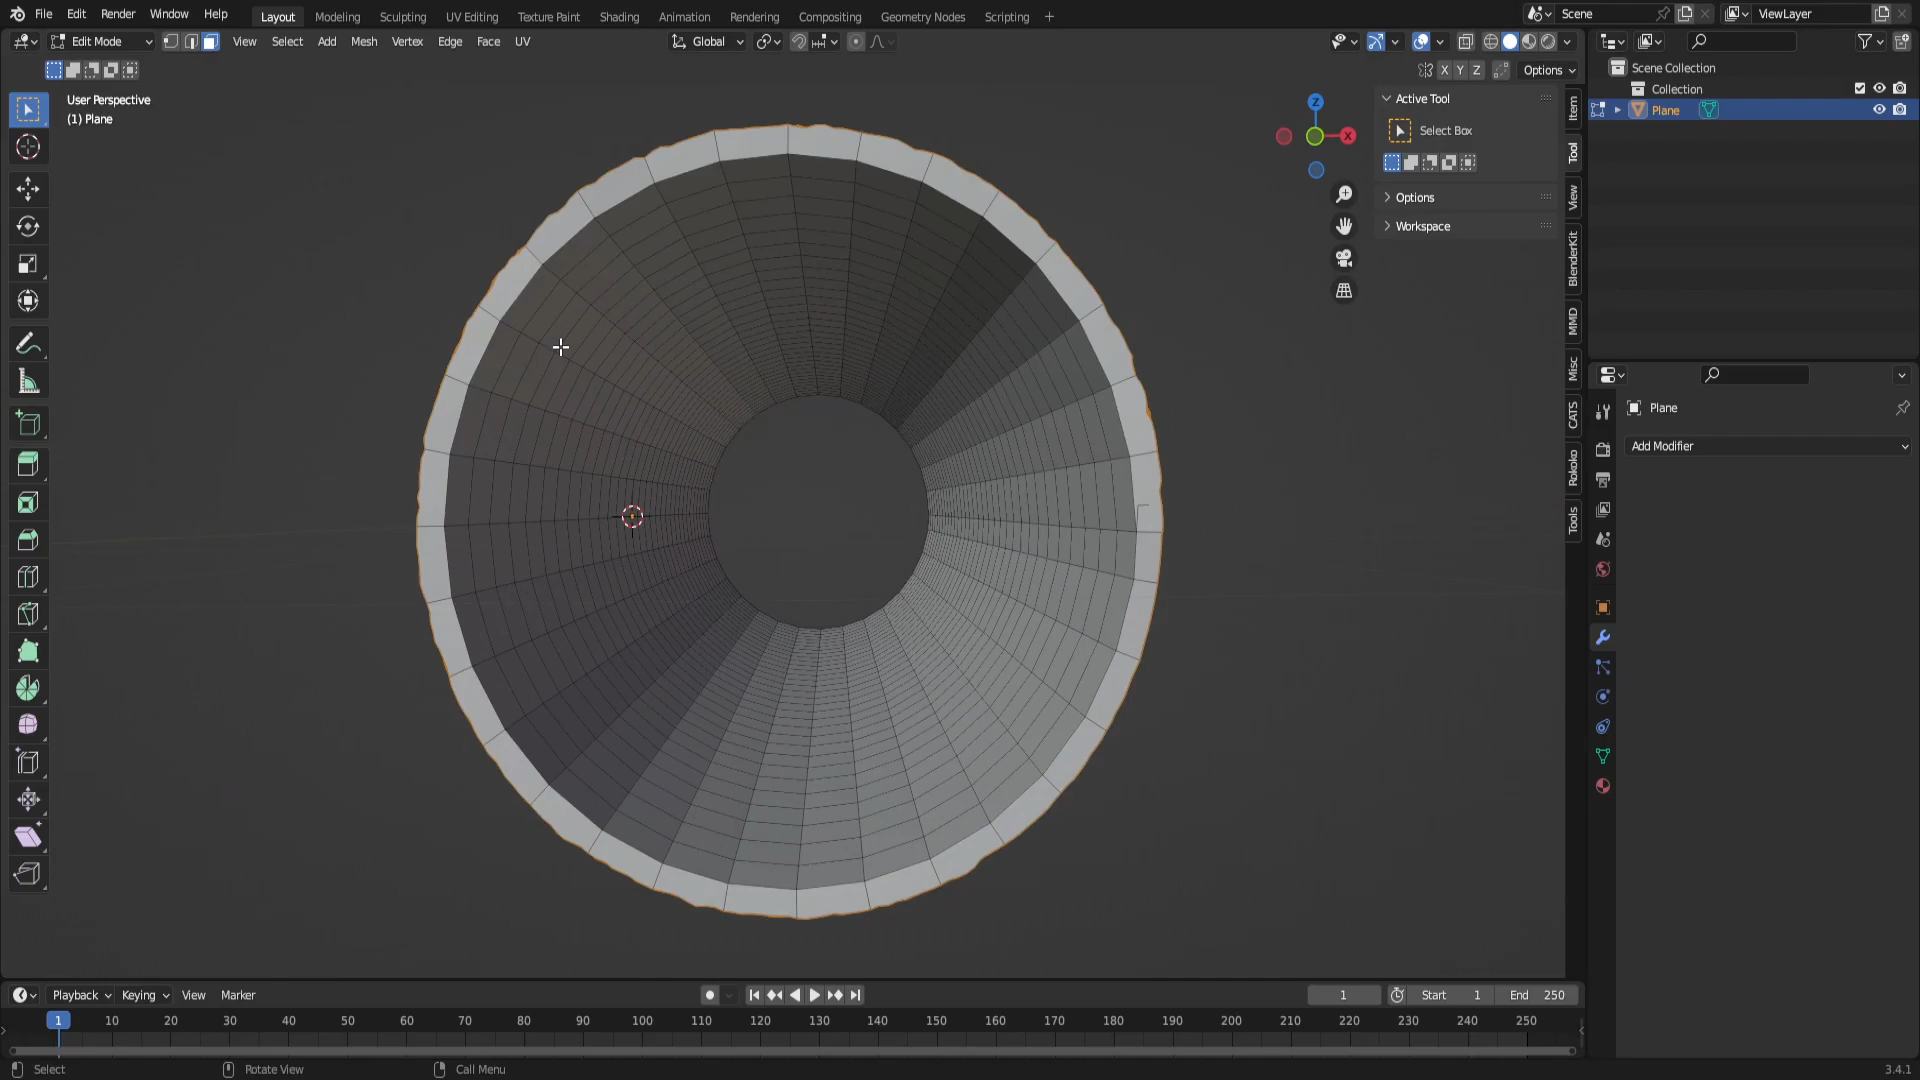 File Edit Render Window Help Layout Modeling Sculpting UV Editing Texture Paint Shading Animation Rendering Compositing Geometry Nodes Scripting + Scene ViewLayer
Edit Mode View Select Add Mesh Vertex Edge Face UV Global
X Y Z Options
User Perspective
(1) Plane
Z
X
Active Tool
Select Box
Options
Workspace
Item
Tool
View
BlenderKit
MMD
Misc
CATS
Rokoko
Tools
Scene Collection
Collection
Plane
Plane
Add Modifier
Playback Keying View Marker 1 Start 1 End 250
1 10 20 30 40 50 60 70 80 90 100 110 120 130 140 150 160 170 180 190 200 210 220 230 240 250
Select Rotate View Call Menu 3.4.1